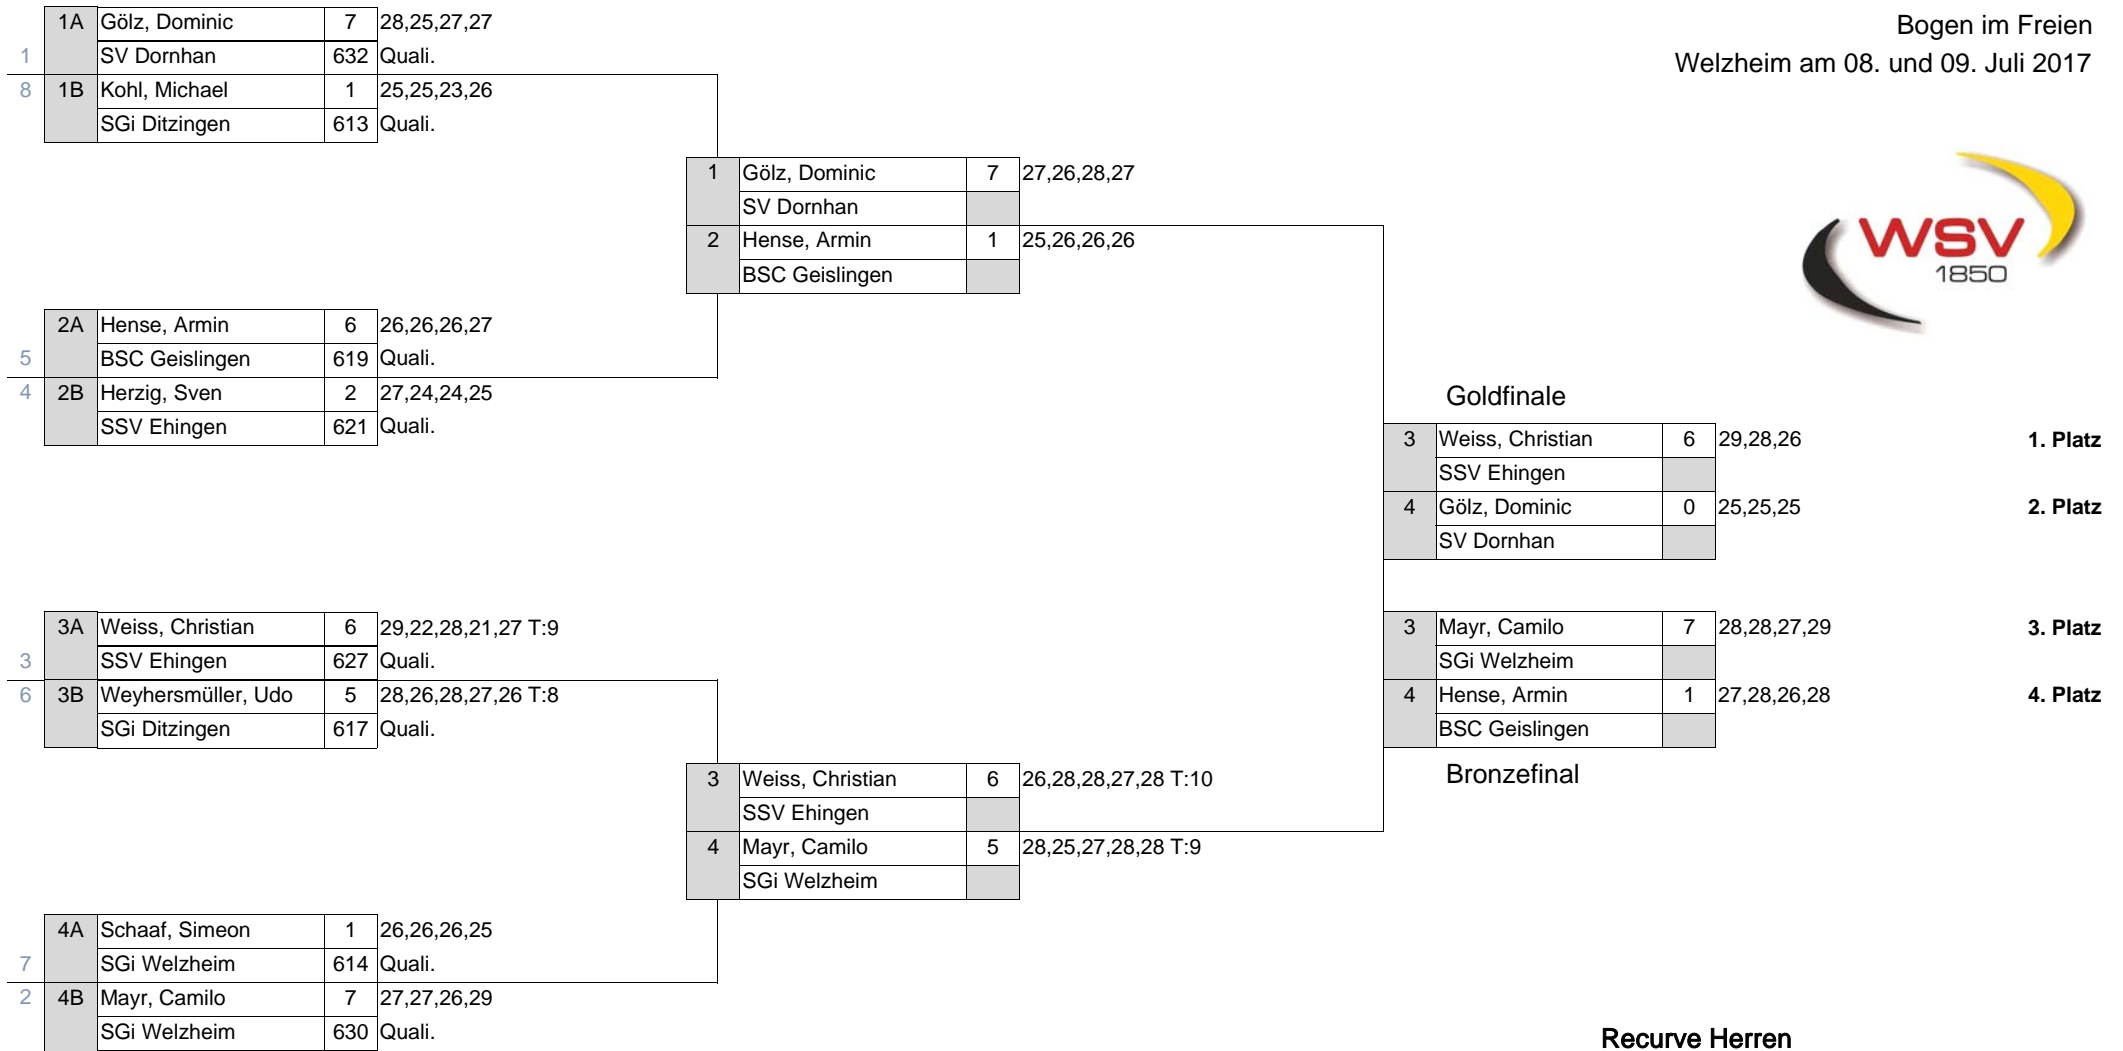 Bogen im Freien
Welzheim am 08. und 09. Juli 2017
WSV
1850
1A Gölz, Dominic 7 28,25,27,27
1 SV Dornhan 632 Quali.
8 1B Kohl, Michael 1 25,25,23,26
SGi Ditzingen 613 Quali.
1 Gölz, Dominic 7 27,26,28,27
SV Dornhan
2 Hense, Armin 1 25,26,26,26
BSC Geislingen
2A Hense, Armin 6 26,26,26,27
5 BSC Geislingen 619 Quali.
4 2B Herzig, Sven 2 27,24,24,25
SSV Ehingen 621 Quali.
Goldfinale
3 Weiss, Christian 6 29,28,26 1. Platz
SSV Ehingen
4 Gölz, Dominic 0 25,25,25 2. Platz
SV Dornhan
3A Weiss, Christian 6 29,22,28,21,27 T:9
3 SSV Ehingen 627 Quali.
6 3B Weyhersmüller, Udo 5 28,26,28,27,26 T:8
SGi Ditzingen 617 Quali.
3 Mayr, Camilo 7 28,28,27,29 3. Platz
SGi Welzheim
4 Hense, Armin 1 27,28,26,28 4. Platz
BSC Geislingen
Bronzefinal
3 Weiss, Christian 6 26,28,28,27,28 T:10
SSV Ehingen
4 Mayr, Camilo 5 28,25,27,28,28 T:9
SGi Welzheim
4A Schaaf, Simeon 1 26,26,26,25
7 SGi Welzheim 614 Quali.
2 4B Mayr, Camilo 7 27,27,26,29
SGi Welzheim 630 Quali.
Recurve Herren